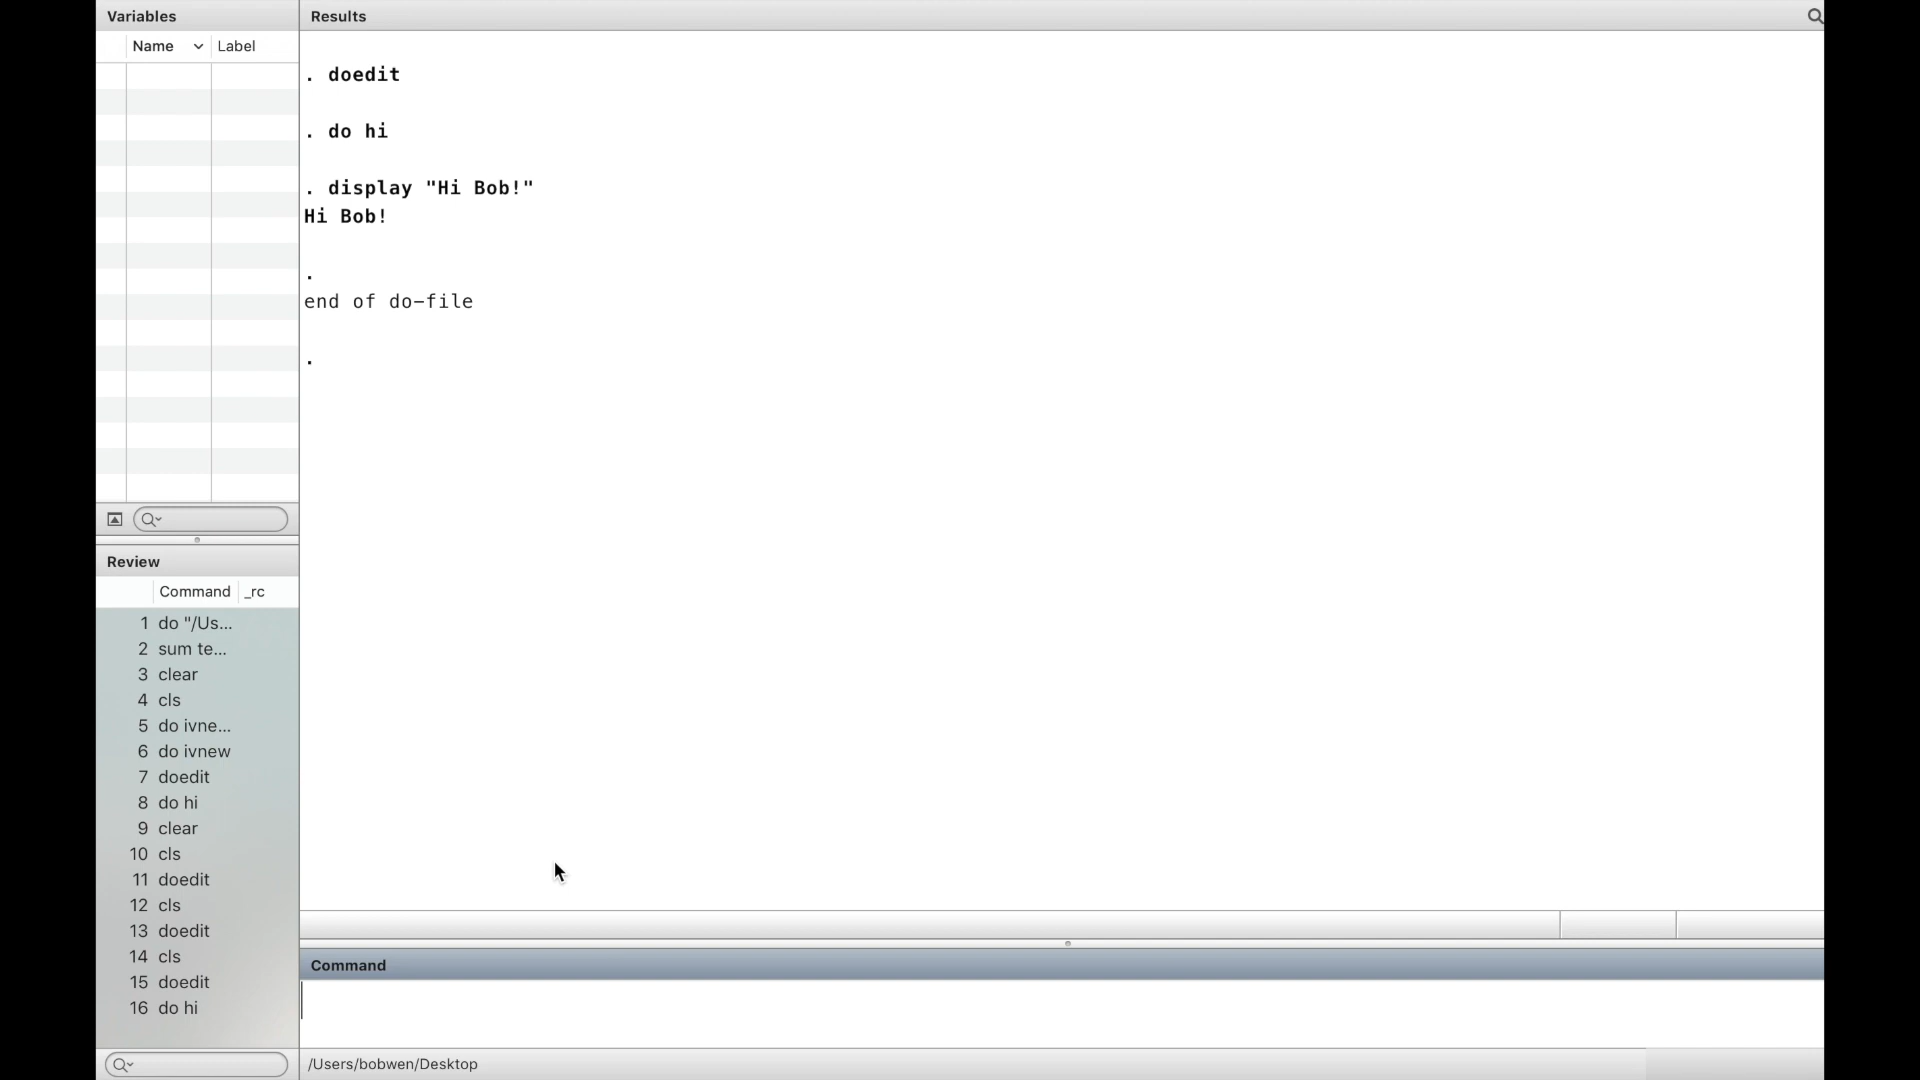 Variables
Name Label
Results
. doedit
. do hi
. display "Hi Bob!"
Hi Bob!
.
end of do-file
.
Review
Command _rc
1 do "/Us...
2 sum te...
3 clear
4 cls
5 do ivne...
6 do ivnew
7 doedit
8 do hi
9 clear
10 cls
11 doedit
12 cls
13 doedit
14 cls
15 doedit
16 do hi
Command
/Users/bobwen/Desktop